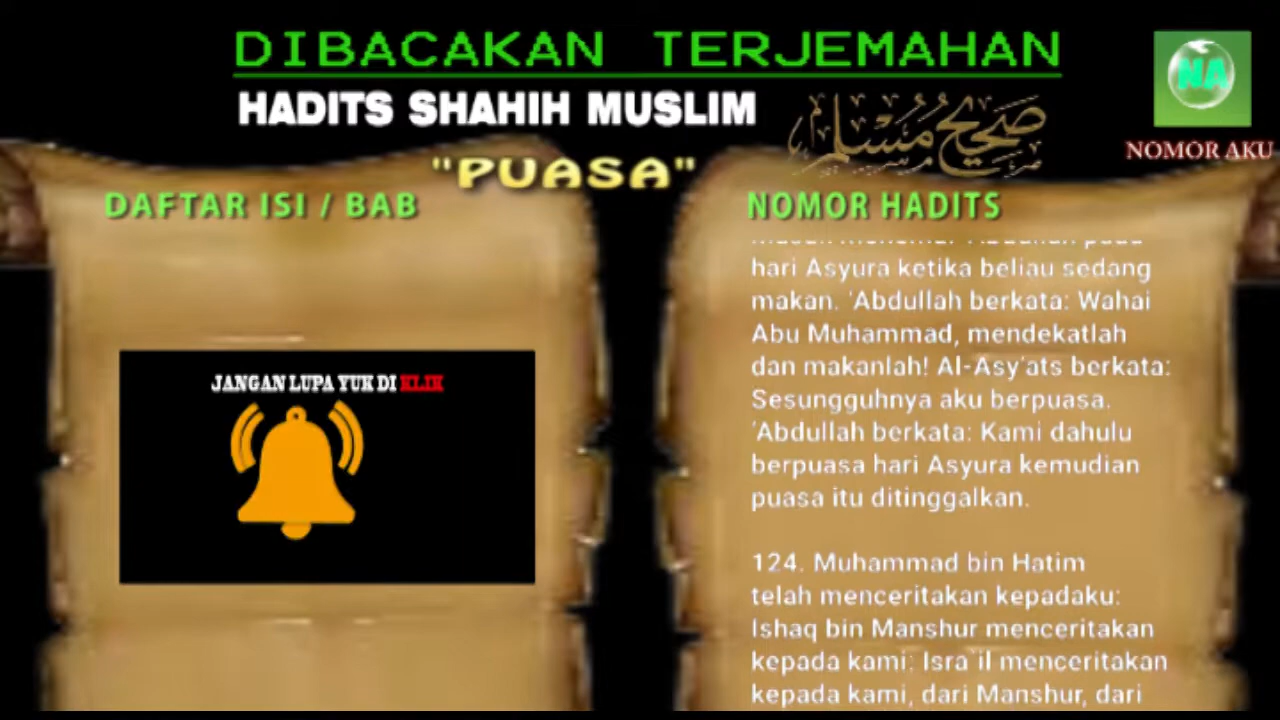 DIBACAKAN TERJEMAHAN
HADITS SHAHIH MUSLIM
صحيح مسلم
NA
NOMOR AKU
"PUASA"
DAFTAR ISI / BAB
JANGAN LUPA YUK DI KLIK
NOMOR HADITS
hari Asyura ketika beliau sedang
makan. 'Abdullah berkata: Wahai
Abu Muhammad, mendekatlah
dan makanlah! Al-Asy'ats berkata:
Sesungguhnya aku berpuasa.
'Abdullah berkata: Kami dahulu
berpuasa hari Asyura kemudian
puasa itu ditinggalkan.
124. Muhammad bin Hatim
telah menceritakan kepadaku:
Ishaq bin Manshur menceritakan
kepada kami: Isra`il menceritakan
kepada kami, dari Manshur, dari